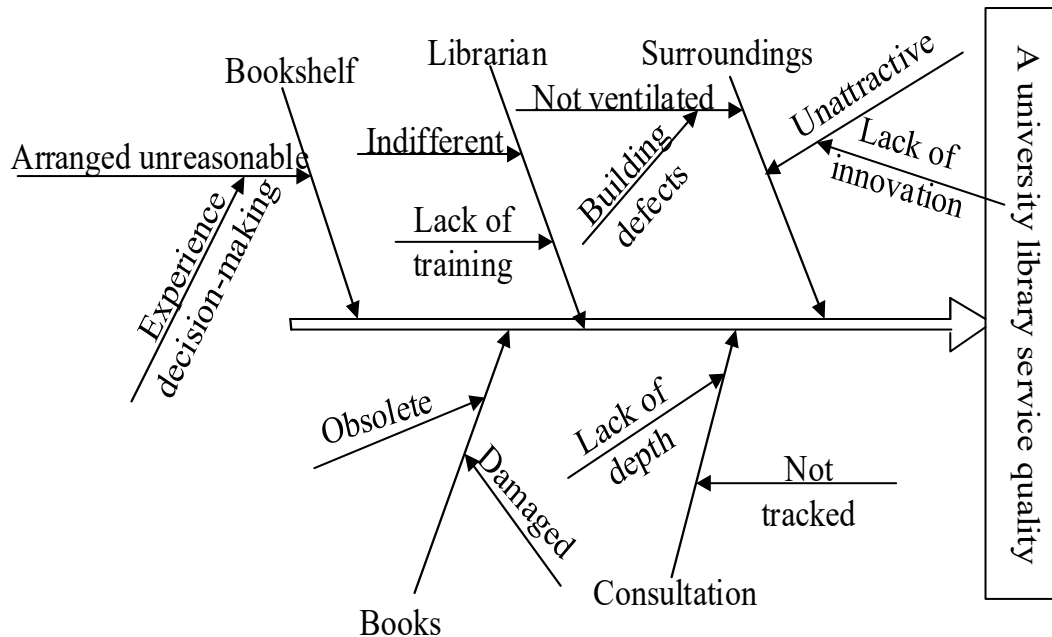 Bookshelf
Librarian
Surroundings
Arranged unreasonable
Experience
decision-making
Indifferent
Lack of
training
Not ventilated
Building
defects
Unattractive
Lack of
innovation
A university library service quality
Obsolete
Damaged
Books
Lack of
depth
Not
tracked
Consultation